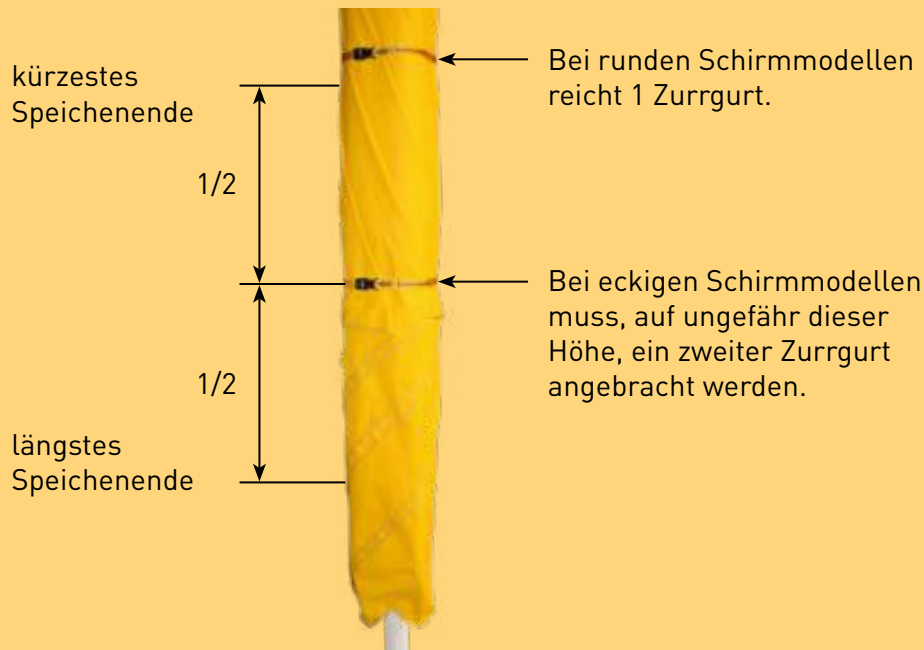 kürzestes
Speichenende
1/2
1/2
längstes
Speichenende
Bei runden Schirmmodellen
reicht 1 Zurrgurt.
Bei eckigen Schirmmodellen
muss, auf ungefähr dieser
Höhe, ein zweiter Zurrgurt
angebracht werden.